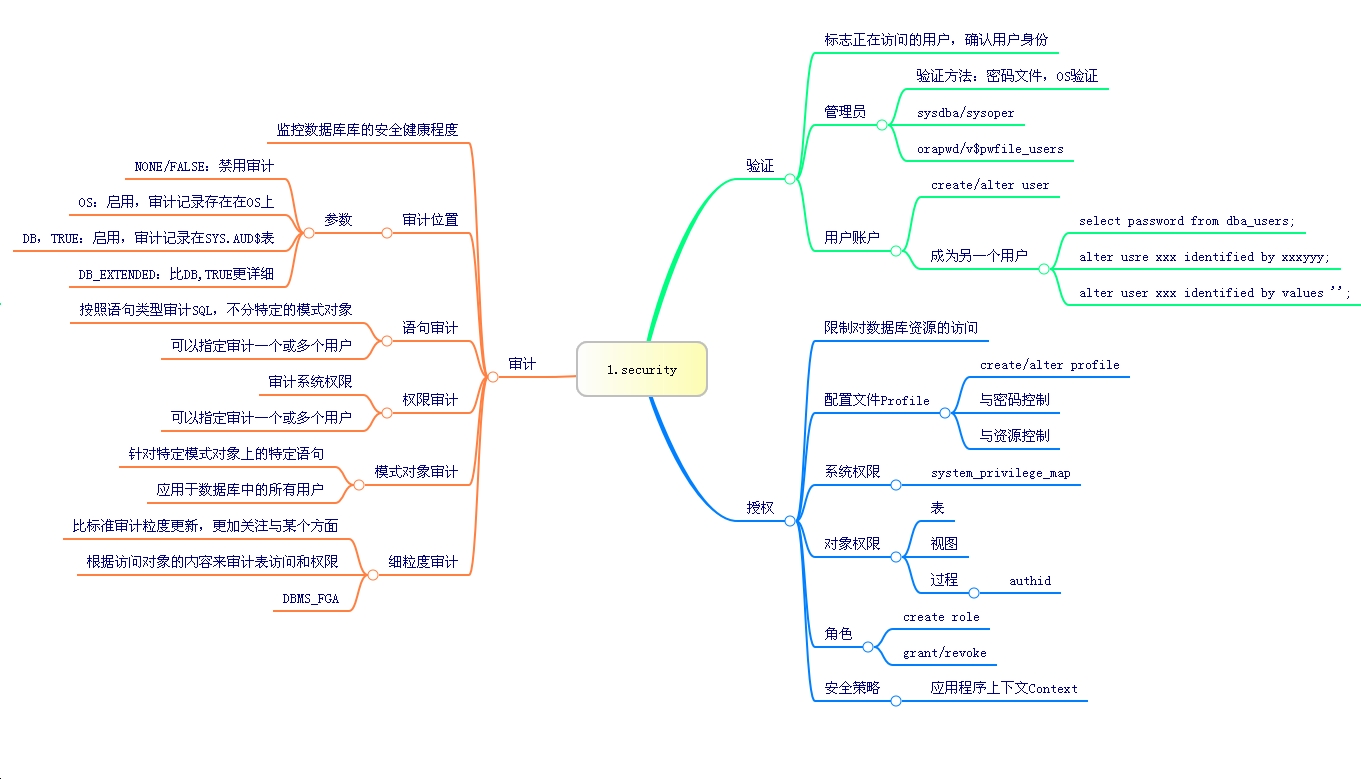 1.security
验证
标志正在访问的用户，确认用户身份
管理员
验证方法：密码文件，OS验证
sysdba/sysoper
orapwd/v$pwfile_users
用户账户
create/alter user
成为另一个用户
select password from dba_users;
alter usre xxx identified by xxxyyy;
alter user xxx identified by values '';
授权
限制对数据库资源的访问
配置文件Profile
create/alter profile
与密码控制
与资源控制
系统权限
system_privilege_map
对象权限
表
视图
过程
authid
角色
create role
grant/revoke
安全策略
应用程序上下文Context
审计
监控数据库库的安全健康程度
审计位置
参数
NONE/FALSE：禁用审计
OS：启用，审计记录存在在OS上
DB，TRUE：启用，审计记录在SYS.AUD$表
DB_EXTENDED：比DB,TRUE更详细
语句审计
按照语句类型审计SQL，不分特定的模式对象
可以指定审计一个或多个用户
权限审计
审计系统权限
可以指定审计一个或多个用户
模式对象审计
针对特定模式对象上的特定语句
应用于数据库中的所有用户
细粒度审计
比标准审计粒度更新，更加关注与某个方面
根据访问对象的内容来审计表访问和权限
DBMS_FGA